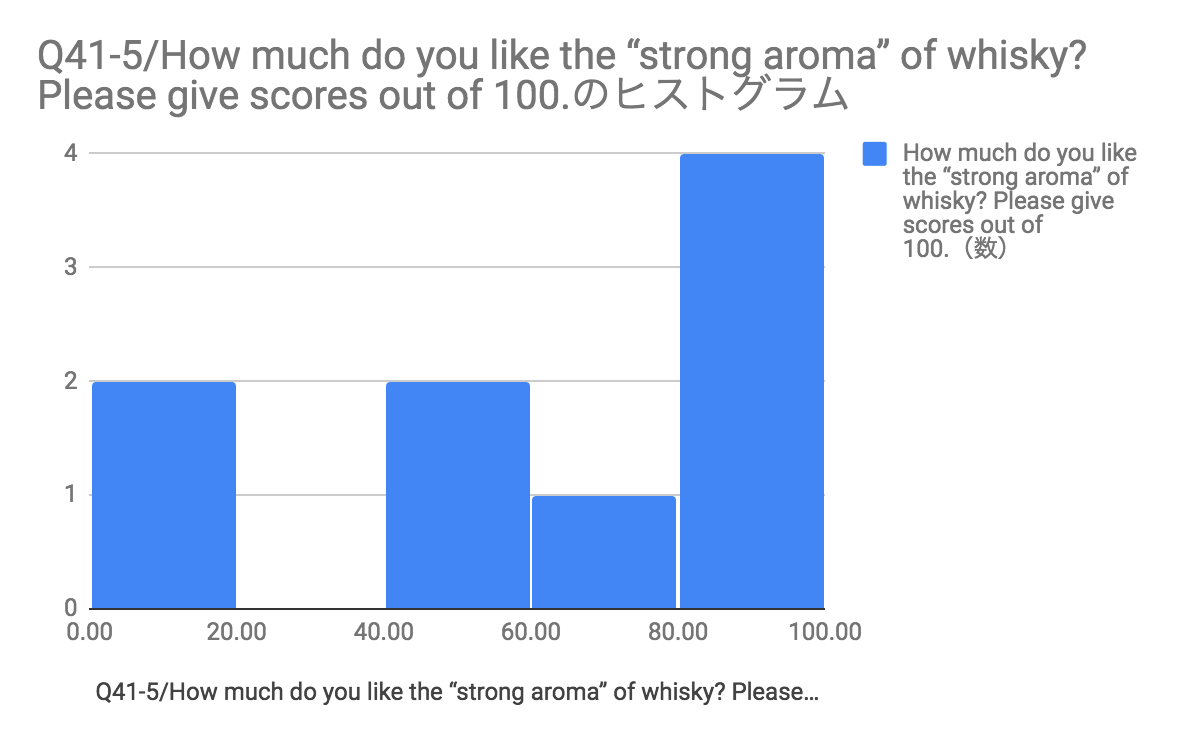 Q41-5/How much do you like the “strong aroma” of whisky?
Please give scores out of 100.のヒストグラム
4
3
2
1
0
0.00 20.00 40.00 60.00 80.00 100.00
Q41-5/How much do you like the “strong aroma” of whisky? Please…
How much do you like
the “strong aroma” of
whisky? Please give
scores out of
100.（数）